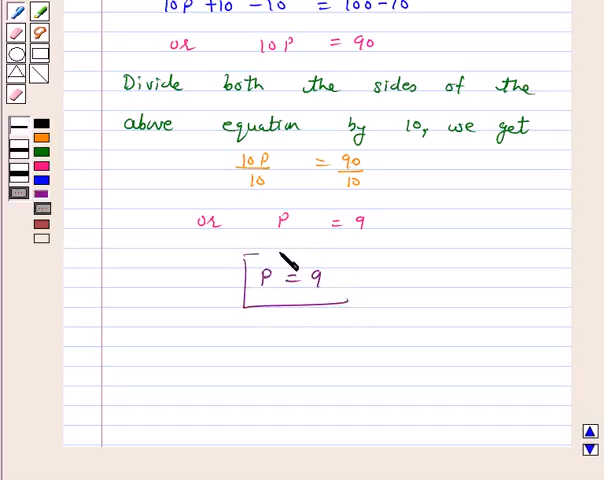 10P + 10 - 10 = 100 - 10
or 10P = 90
Divide both the sides of the
above equation by 10, we get
10P/10 = 90/10
or P = 9
P = 9